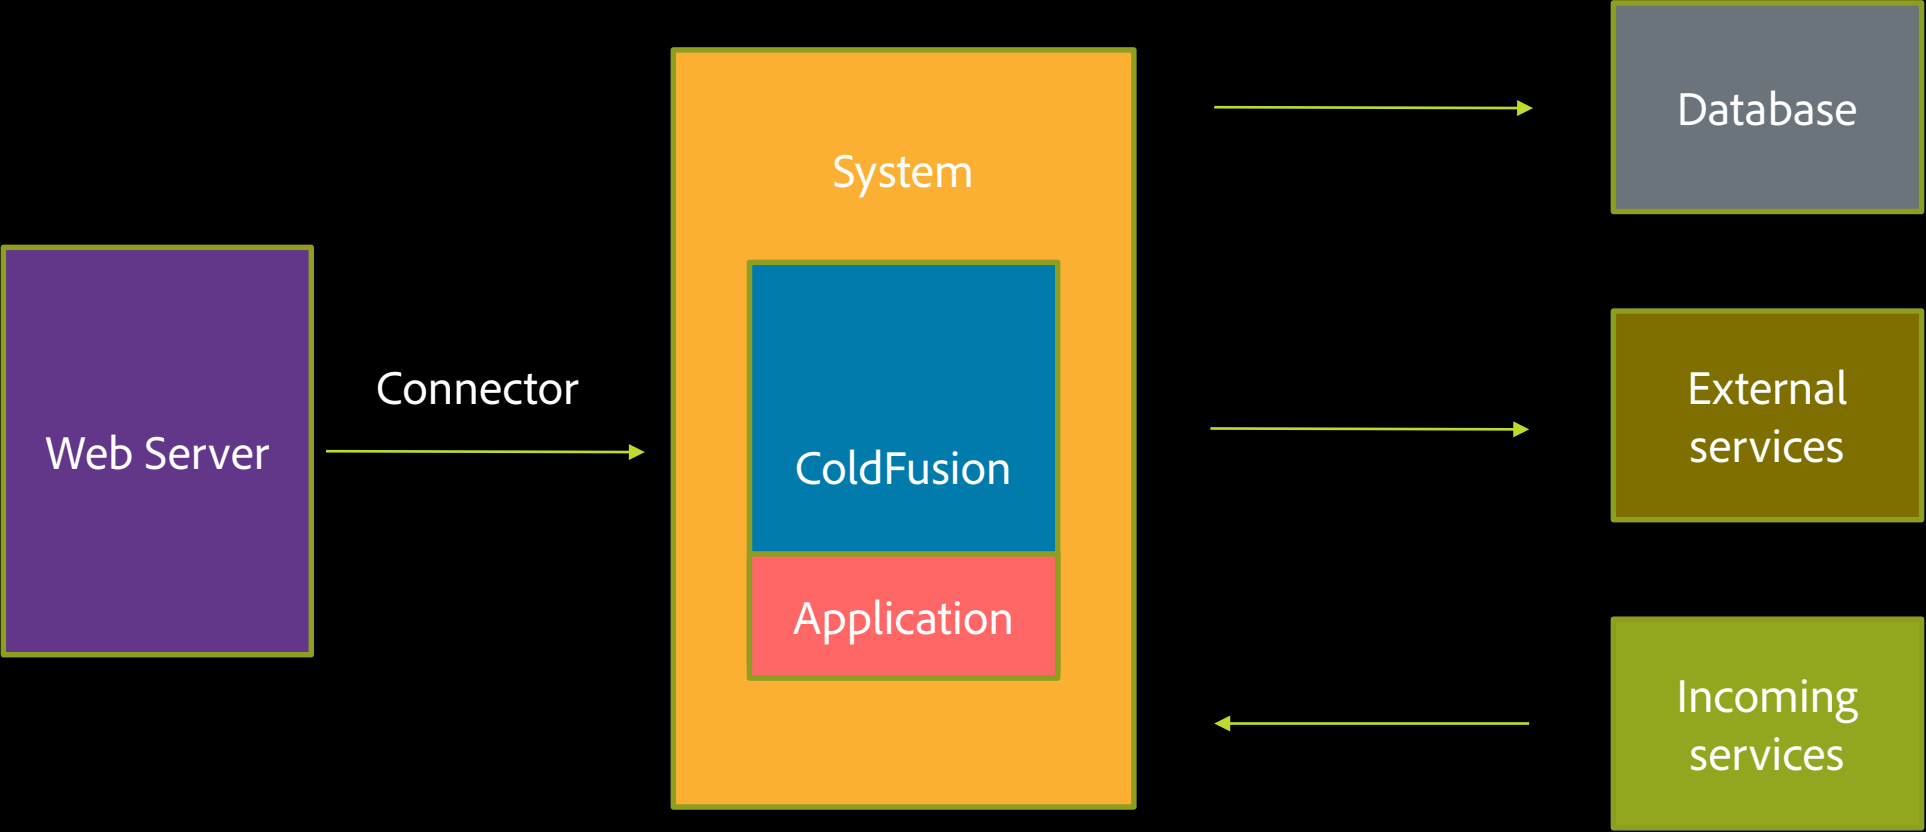 Web Server
Connector
System
ColdFusion
Application
Database
External
services
Incoming
services